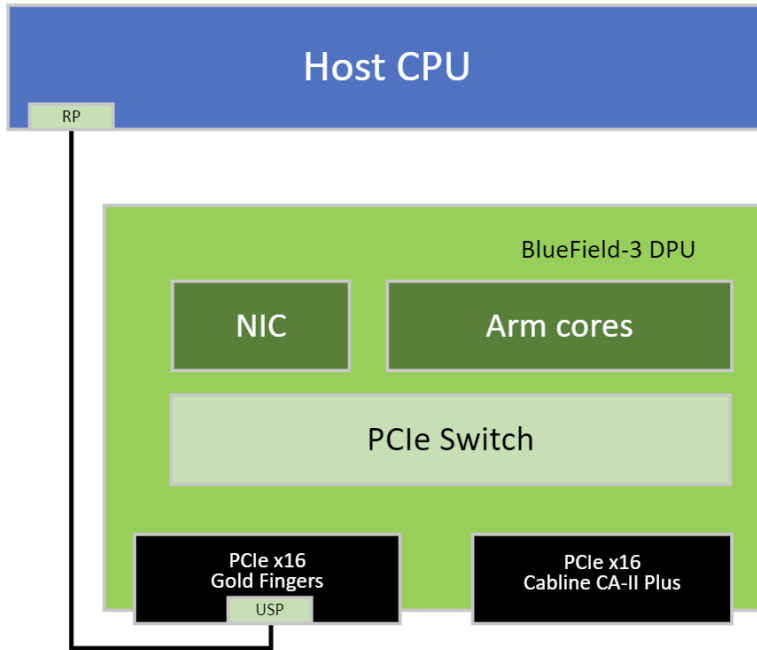 Host CPU
RP
BlueField-3 DPU
NIC
Arm cores
PCIe Switch
PCIe x16
Gold Fingers
USP
PCIe x16
Cabline CA-II Plus